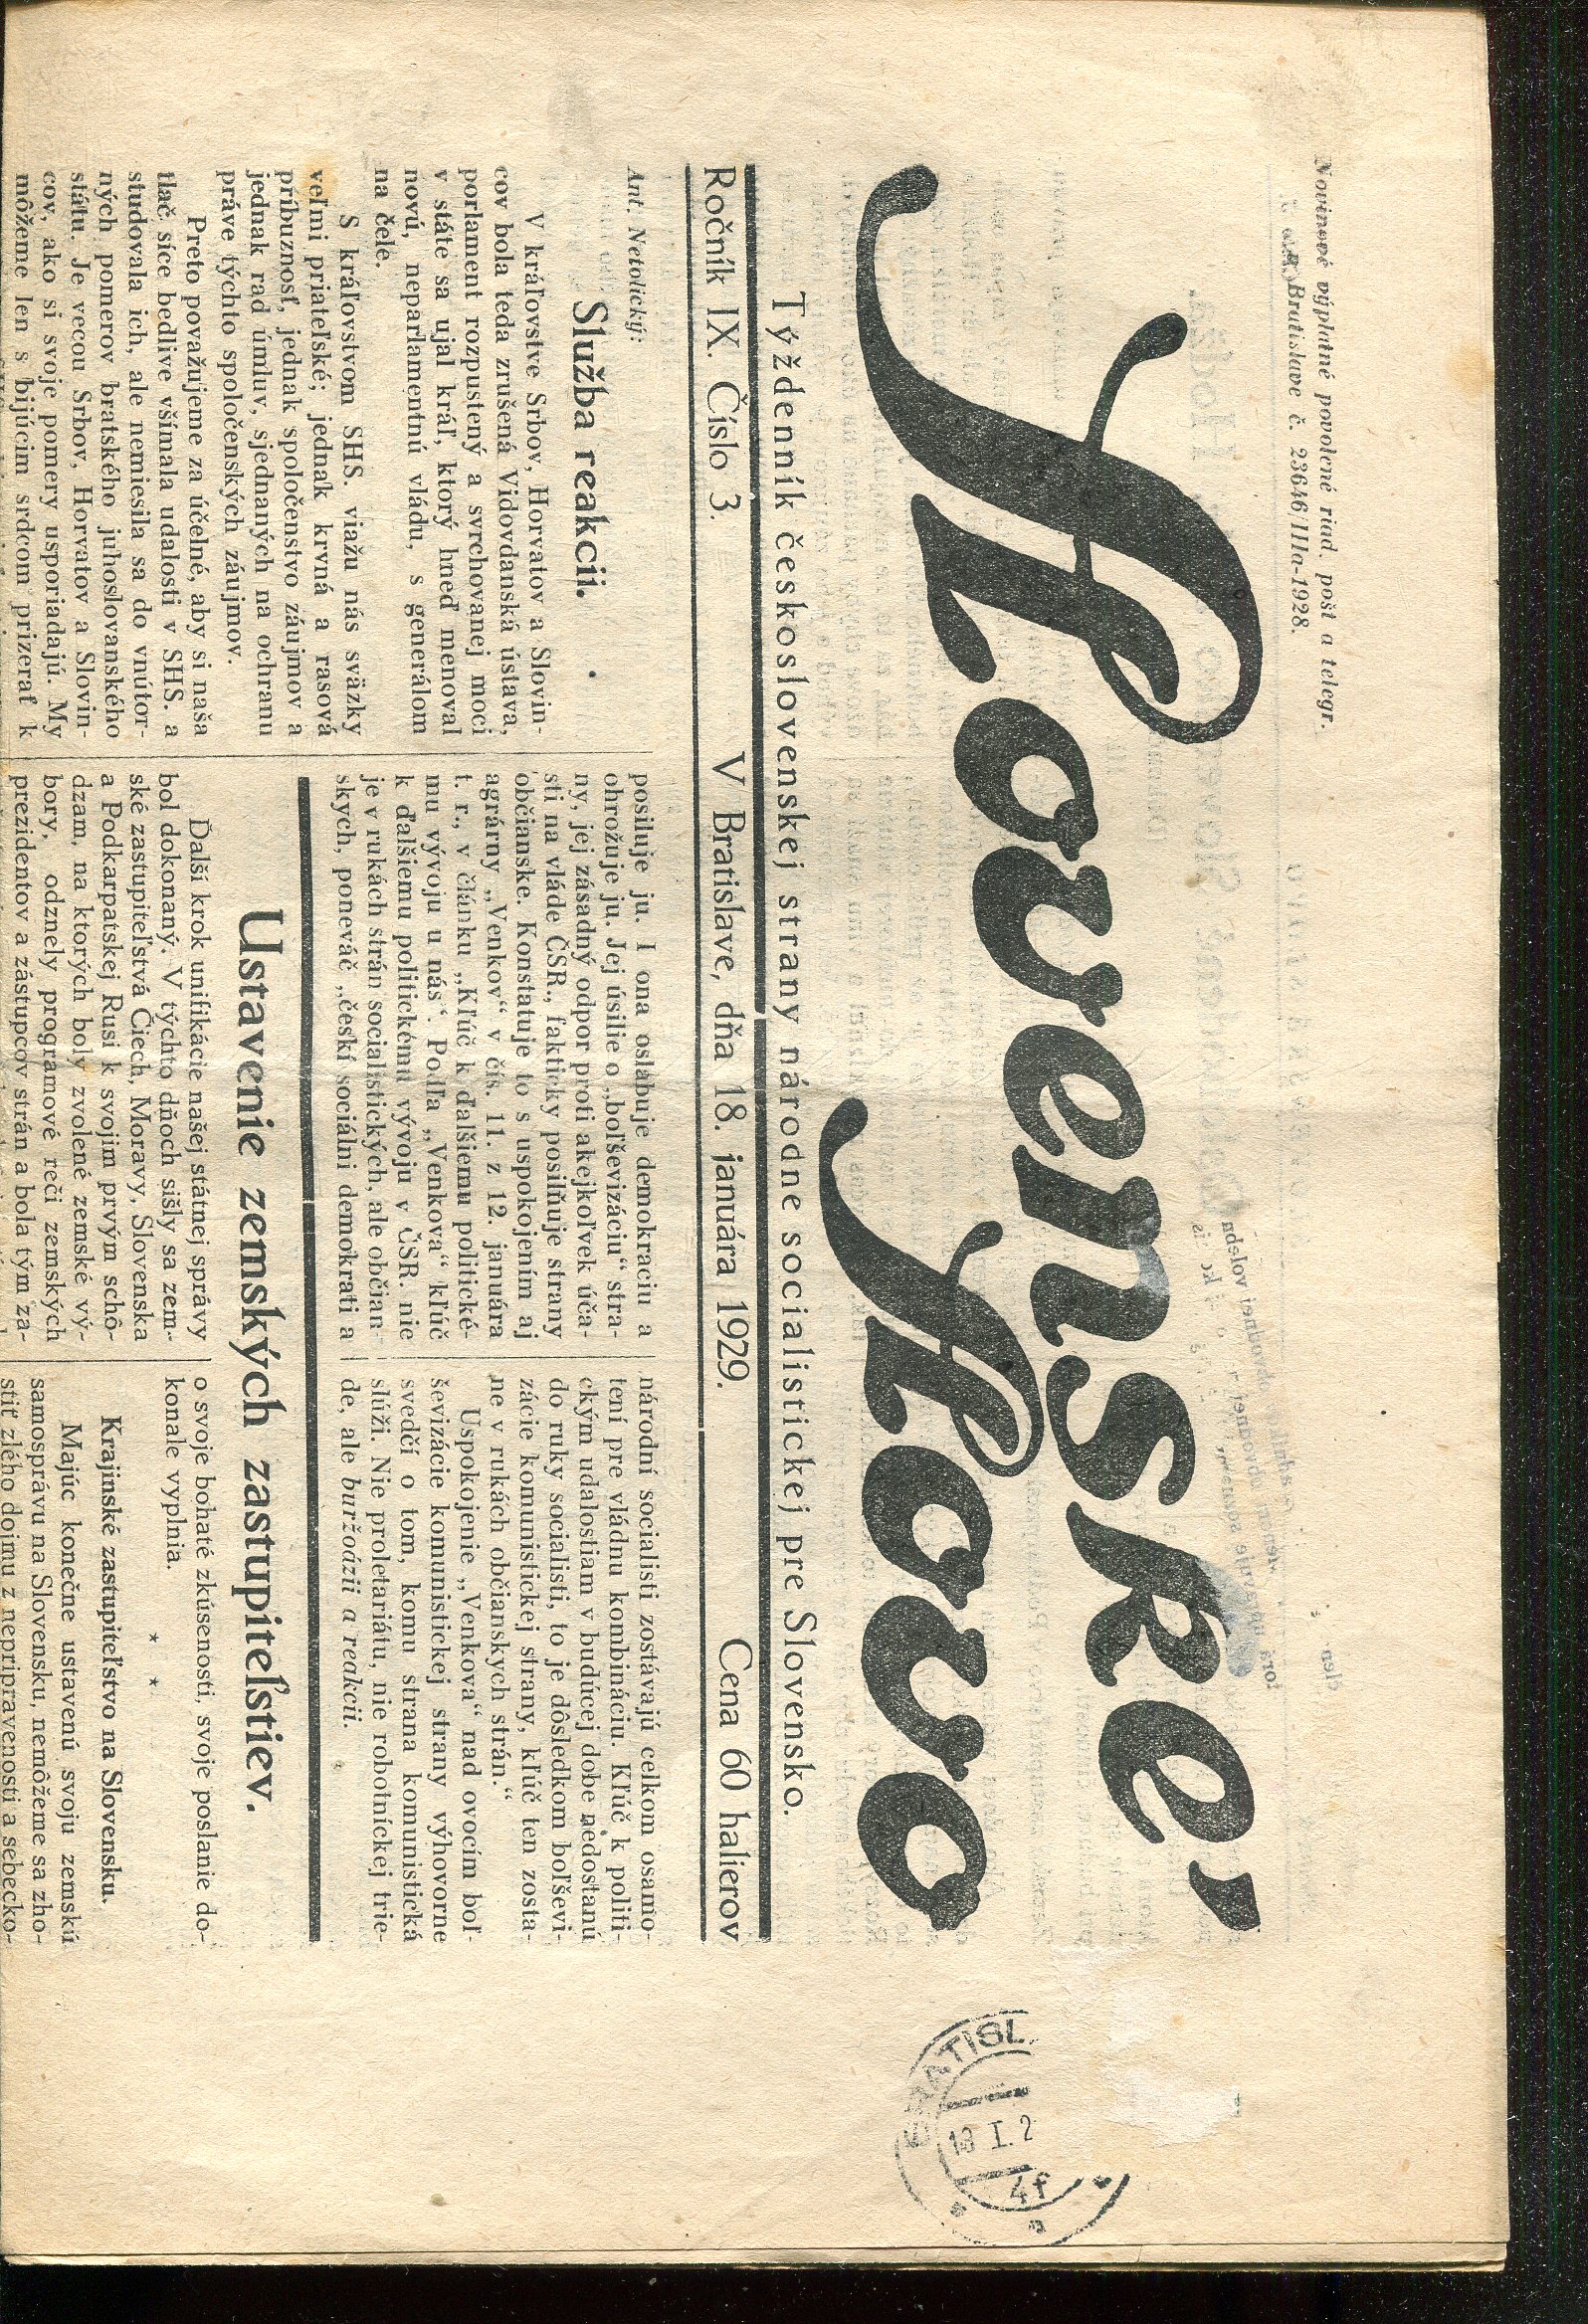 Novinové výplatné povolené riad. pošt a telegr.
v Bratislave č. 23646/IIIa-1928.
Slovenské
Slovo
Týždenník československej strany národne socialistickej pre Slovensko.
Ročník IX. Číslo 3.
V Bratislave, dňa 18. januára 1929.
Cena 60 halierov
Ant. Netolický:
Služba reakcii.
V kráľovstve Srbov, Horvatov a Slovin-
cov bola teda zrušená Vidovdanská ústava,
porlament rozpustený a svrchovanej moci
v státe sa ujal kráľ, ktorý hneď menoval
novú, neparlamentnú vládu, s generálom
na čele.
S kráľovstvom SHS. viažu nás sväzky
veľmi priateľské; jednak krvná a rasová
príbuznosť, jednak spoločenstvo záujmov a
jednak rad úmluv, sjednaných na ochranu
práve týchto spoločenských záujmov.
Preto považujeme za účelné, aby si naša
tlač síce bedlive všímala udalosti v SHS. a
studovala ich, ale nemiesila sa do vnútor-
ných pomerov bratského juhoslovanského
státu. Je vecou Srbov, Horvatov a Slovin-
cov, ako si svoje pomery usporiadajú. My
môžeme len s bijúcim srdcom prizerať k
posiluje ju. I ona oslabuje demokraciu a
ohrožuje ju. Jej úsilie o „boľševizáciu“ stra-
ny, jej zásadný odpor proti akejkoľvek úča-
sti na vláde ČSR., fakticky posilňuje strany
občianske. Konstatuje to s uspokojením aj
agrárny „Venkov“ v čís. 11. z 12. januára
t. r., v článku „Kľúč k ďalšiemu politické-
mu vývoju u nás“. Podľa „Venkova“ kľúč
k ďalšiemu politickému vývoju v ČSR. nie
je v rukách strán socialistických, ale občian-
skych, poneváč „českí sociálni demokrati a
národní socialisti zostávajú celkom osamo-
tení pre vládnu kombináciu. Kľúč k politi-
ckým udalostiam v budúcej dobe nedostanú
do ruky socialisti, to je dôsledkom boľševi-
zácie komunistickej strany, kľúč ten zosta-
ne v rukách občianskych strán.“
Uspokojenie „Venkova“ nad ovocím boľ-
ševizácie komunistickej strany výhovorne
svedčí o tom, komu strana komunistická
slúži. Nie proletariátu, nie robotníckej trie-
de, ale buržoázii a reakcii.
Ustavenie zemských zastupiteľstiev.
Ďalší krok unifikácie našej státnej správy
bol dokonaný. V týchto dňoch sišly sa zem-
ské zastupiteľstvá Čiech, Moravy, Slovenska
a Podkarpatskej Rusi k svojim prvým schô-
dzam, na ktorých boly zvolené zemské vý-
bory, odznely programové reči zemských
prezidentov a zástupcov strán a bola tým za-
o svoje bohaté zkúsenosti, svoje poslanie do-
konale vyplnia.
* *
Krajinské zastupiteľstvo na Slovensku.
Majúc konečne ustavenú svoju zemskú
samosprávu na Slovensku, nemôžeme sa zho-
stiť zlého dojmu z nepripravenosti a sebecko-
BRATISL
18 I. 2
4f